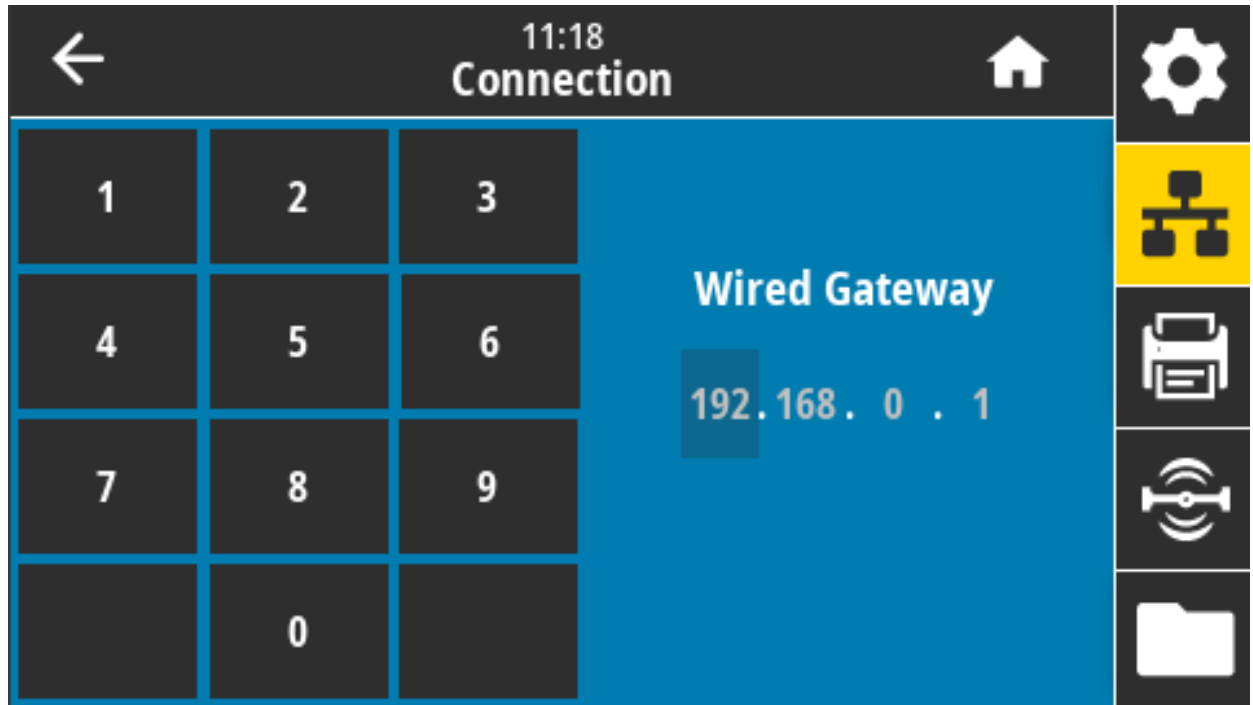 11:18
Connection
1 2 3
4 5 6
7 8 9
0
Wired Gateway
192.168. 0 . 1